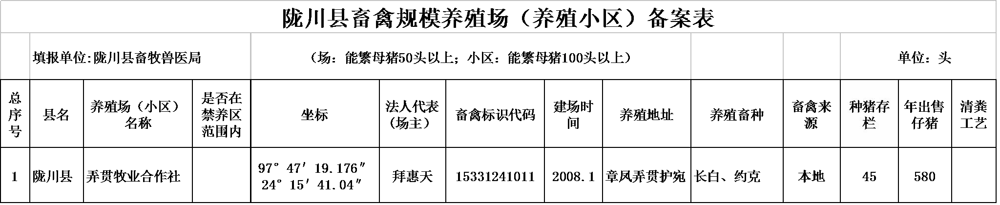 陇川县畜禽规模养殖场（养殖小区）备案表
填报单位:陇川县畜牧兽医局 （场：能繁母猪50头以上；小区：能繁母猪100头以上） 单位：头
总
序
号
县名
养殖场（小区）
名称
是否在
禁养区
范围内
坐标
法人代表
（场主）
畜禽标识代码
建场时
间
养殖地址
养殖畜种
畜禽来
源
种猪存
栏
年出售
仔猪
清粪
工艺
1
陇川县
弄贯牧业合作社
97°47′19.176″
24°15′41.04″
拜惠天
15331241011
2008.1
章凤弄贯护宛
长白、约克
本地
45
580